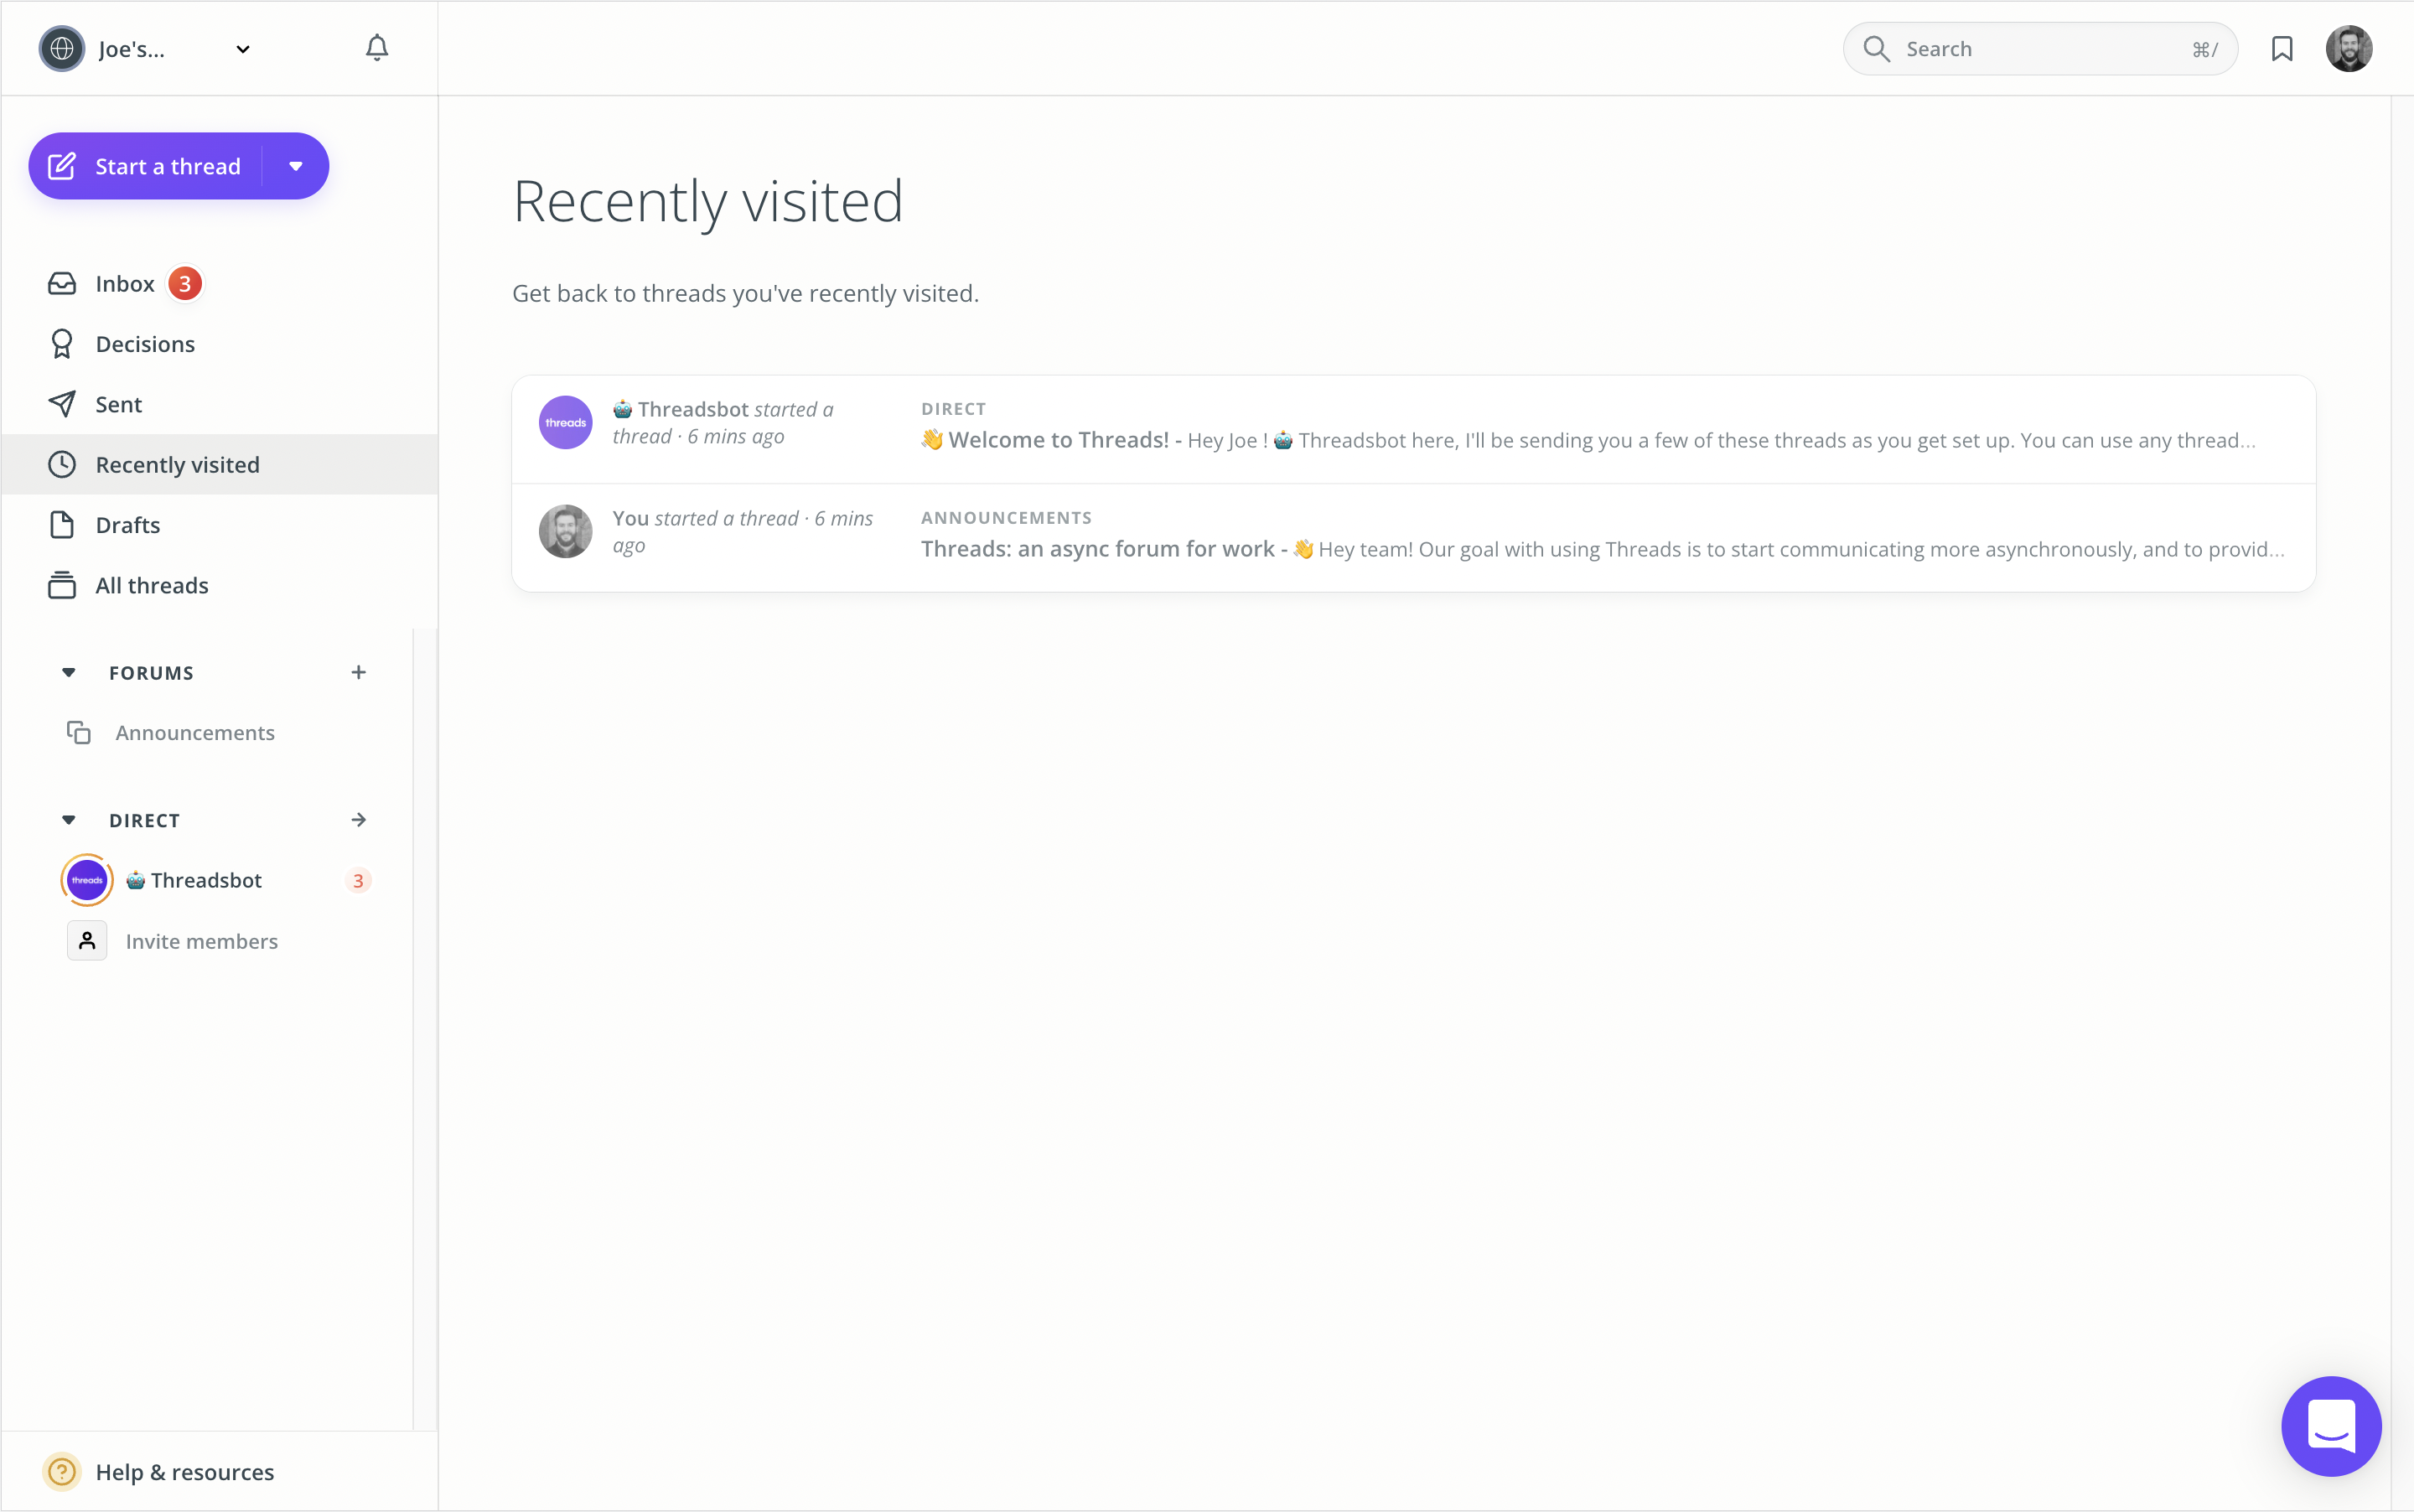 Joe's...
Search ⌘/
Start a thread
Recently visited
Get back to threads you've recently visited.
Inbox 3
Decisions
Sent
Recently visited
Drafts
All threads
FORUMS
Announcements
DIRECT
threads
🤖 Threadsbot 3
Invite members
Help & resources
threads
🤖 Threadsbot started a
thread · 6 mins ago
DIRECT
👋 Welcome to Threads! - Hey Joe ! 🤖 Threadsbot here, I'll be sending you a few of these threads as you get set up. You can use any thread...
You started a thread · 6 mins
ago
ANNOUNCEMENTS
Threads: an async forum for work - 👋 Hey team! Our goal with using Threads is to start communicating more asynchronously, and to provid...